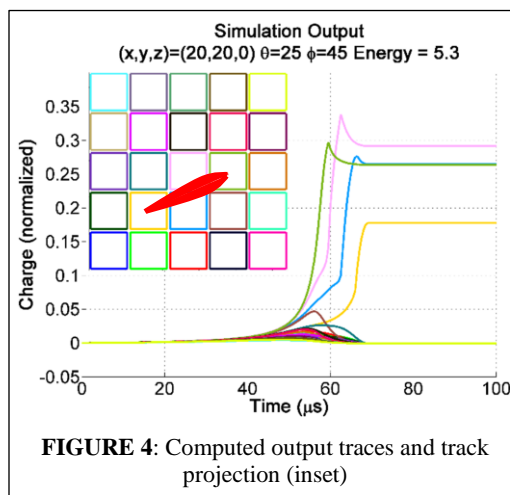 Simulation Output
(x,y,z)=(20,20,0) θ=25 ϕ=45 Energy = 5.3
Charge (normalized)
0.35
0.3
0.25
0.2
0.15
0.1
0.05
0
-0.05
0
20
40
60
80
100
Time (μs)
FIGURE 4: Computed output traces and track
projection (inset)